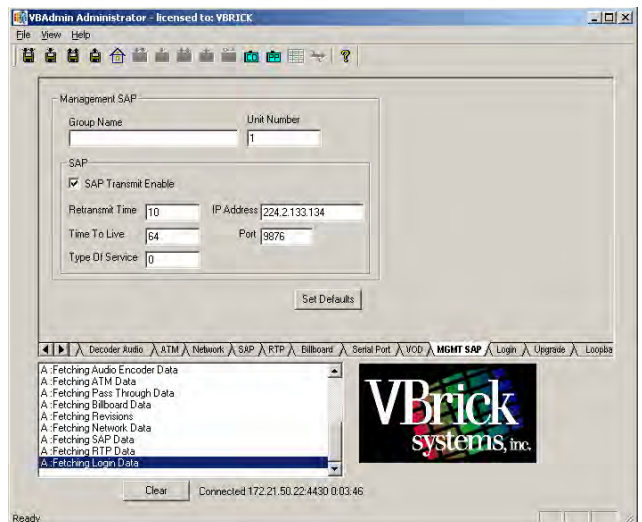 VBAdmin Administrator - licensed to: VBRICK
File View Help
Management SAP
Group Name
Unit Number
1
SAP
SAP Transmit Enable
Retransmit Time 10 IP Address 224.2.133.134
Time To Live 64 Port 9876
Type Of Service 0
Set Defaults
Decoder Audio ATM Network SAP RTP Billboard Serial Port VOD MGMT SAP Login Upgrade Loopba
A :Fetching Audio Encoder Data
A :Fetching ATM Data
A :Fetching Pass Through Data
A :Fetching Billboard Data
A :Fetching Revisions
A :Fetching Network Data
A :Fetching SAP Data
A :Fetching RTP Data
A :Fetching Login Data
VBrick
systems, inc.
Clear Connected 172.21.50.22:4430 0:03:46
Ready